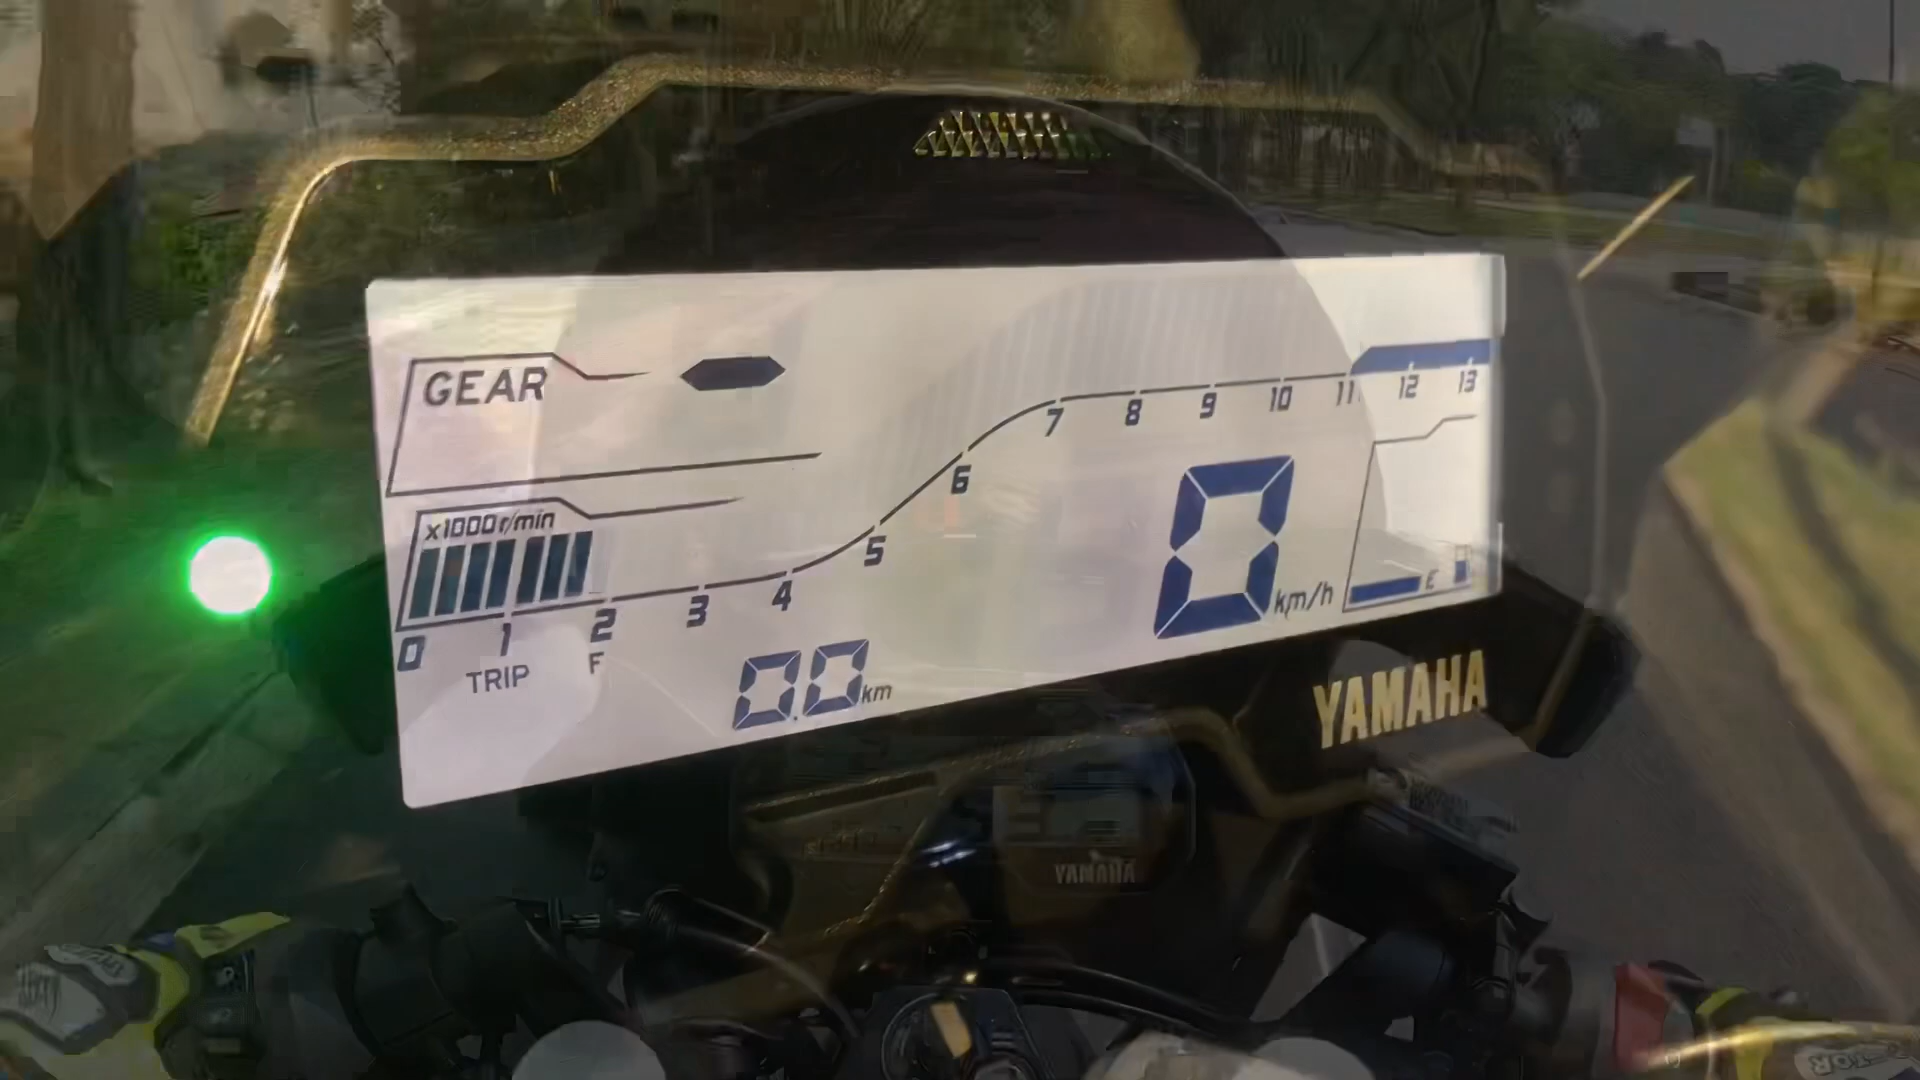 GEAR
x1000 r/min
0 1 2 3 4 5 6 7 8 9 10 11 12 13
TRIP F
0.0 km
0 km/h
E
YAMAHA
YAMAHA